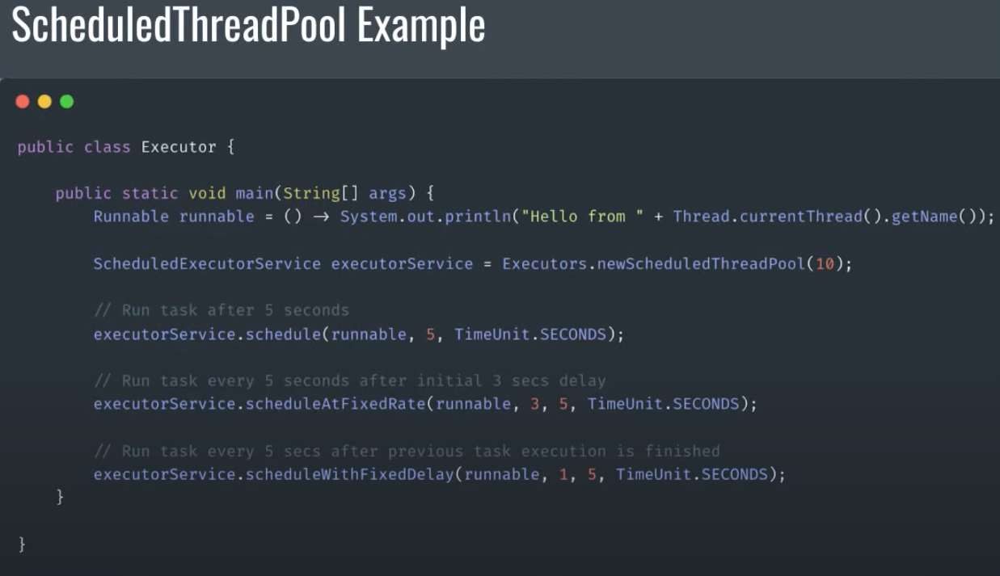 ScheduledThreadPool Example
public class Executor {
public static void main(String[] args) {
Runnable runnable = () → System.out.println("Hello from " + Thread.currentThread().getName());
ScheduledExecutorService executorService = Executors.newScheduledThreadPool(10);
// Run task after 5 seconds
executorService.schedule(runnable, 5, TimeUnit.SECONDS);
// Run task every 5 seconds after initial 3 secs delay
executorService.scheduleAtFixedRate(runnable, 3, 5, TimeUnit.SECONDS);
// Run task every 5 secs after previous task execution is finished
executorService.scheduleWithFixedDelay(runnable, 1, 5, TimeUnit.SECONDS);
}
}